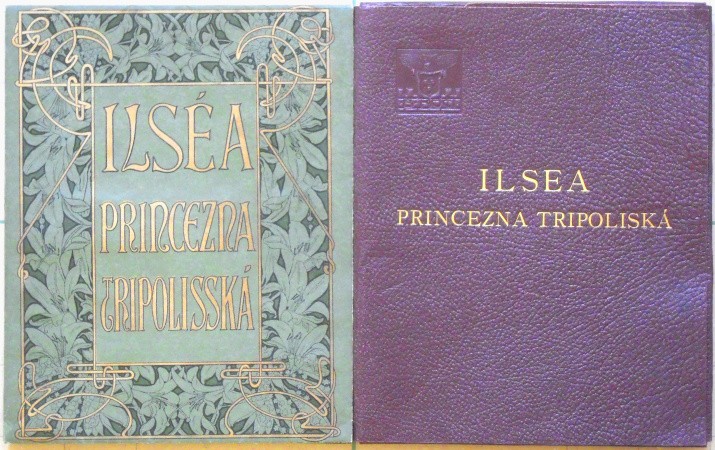 ILSÉA
PRINCEZNA
TRIPOLISSKÁ
ILSEA
PRINCEZNA TRIPOLISKÁ